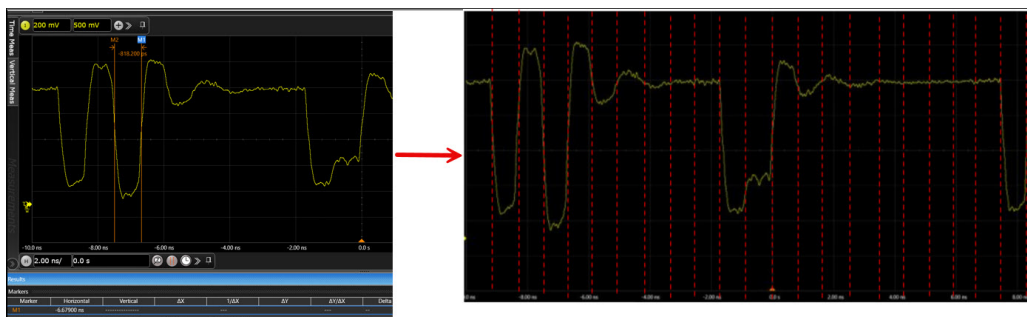 200 mV 500 mV
Time Meas
Vertical Meas
M2 M1
-818.200 ps
-10.0 ns -8.00 ns -6.00 ns -4.00 ns -2.00 ns 0.0 s
H 2.00 ns/ 0.0 s
Results
Markers
Marker Horizontal Vertical ΔX 1/ΔX ΔY ΔY/ΔX Delta
M1 -6.67900 ns -------------- --- --- --
-8.00 ns -6.00 ns -4.00 ns -2.00 ns 0.0 s 2.00 ns 4.00 ns 6.00 ns